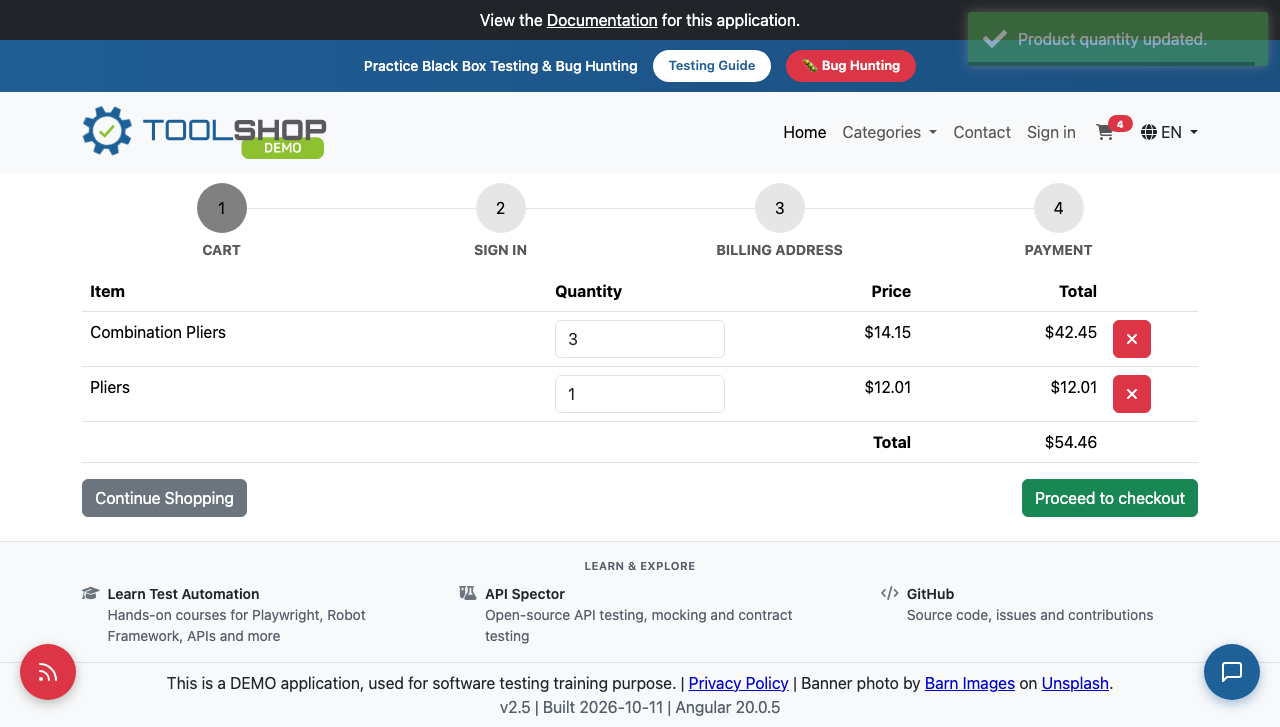 View the Documentation for this application.
Product quantity updated.
Practice Black Box Testing & Bug Hunting
Testing Guide
Bug Hunting
TOOLSHOP
DEMO
Home
Categories
Contact
Sign in
4
EN
1
2
3
4
CART
SIGN IN
BILLING ADDRESS
PAYMENT
Item Quantity Price Total
Combination Pliers 3 $14.15 $42.45
Pliers 1 $12.01 $12.01
Total $54.46
Continue Shopping
Proceed to checkout
LEARN & EXPLORE
Learn Test Automation
Hands-on courses for Playwright, Robot
Framework, APIs and more
API Spector
Open-source API testing, mocking and contract
testing
GitHub
Source code, issues and contributions
This is a DEMO application, used for software testing training purpose. | Privacy Policy | Banner photo by Barn Images on Unsplash.
v2.5 | Built 2026-10-11 | Angular 20.0.5